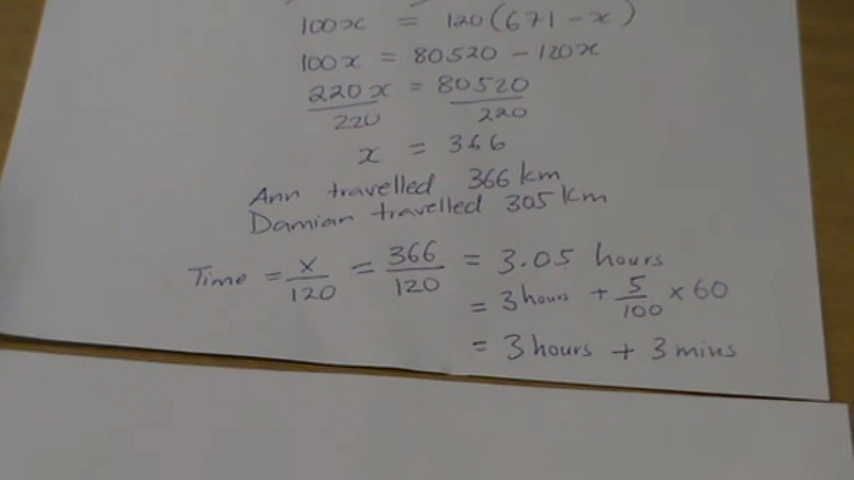 100x = 120(671 - x)
100x = 80520 - 120x
220x/220 = 80520/220
x = 366
Ann travelled 366 km
Damian travelled 305 km
Time = x/120 = 366/120 = 3.05 hours
= 3 hours + 5/100 × 60
= 3 hours + 3 mins